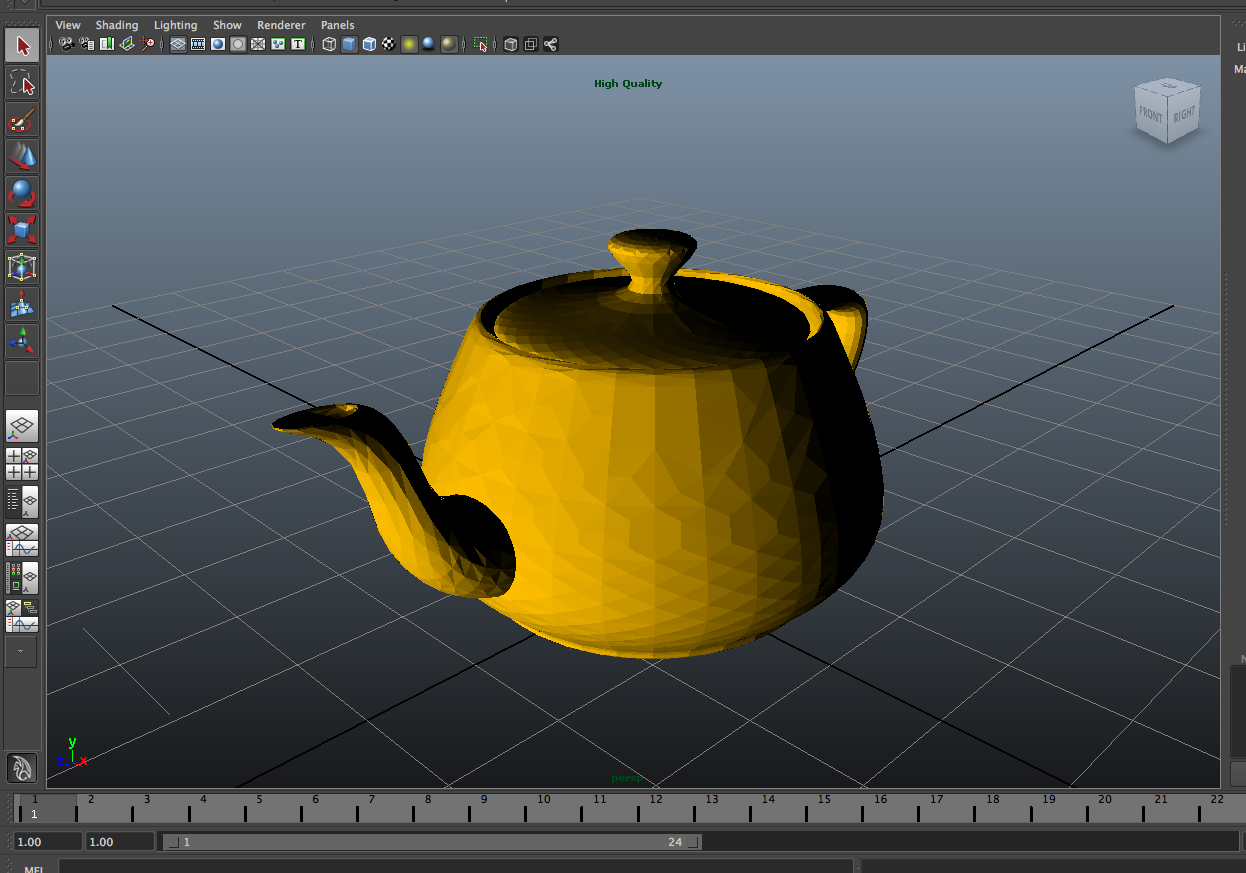 View Shading Lighting Show Renderer Panels
T
High Quality
FRONT RIGHT
y
z x
persp
1 2 3 4 5 6 7 8 9 10 11 12 13 14 15 16 17 18 19 20 21 22
1
1.00 1.00 1 24
MEL